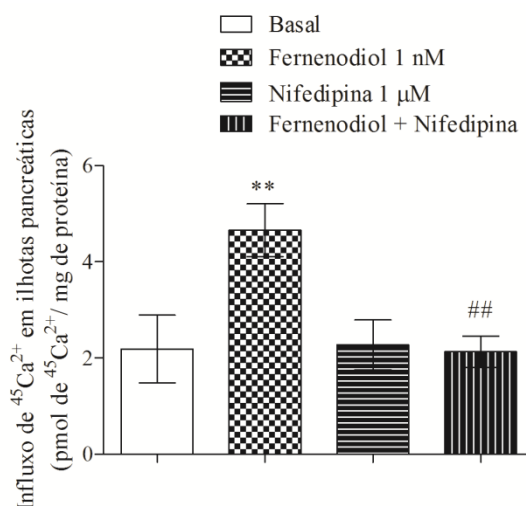 Basal
Fernenodiol 1 nM
Nifedipina 1 µM
Fernenodiol + Nifedipina
Influxo de ⁴⁵Ca²⁺ em ilhotas pancreáticas
(pmol de ⁴⁵Ca²⁺/ mg de proteína)
6
4
2
0
**
##